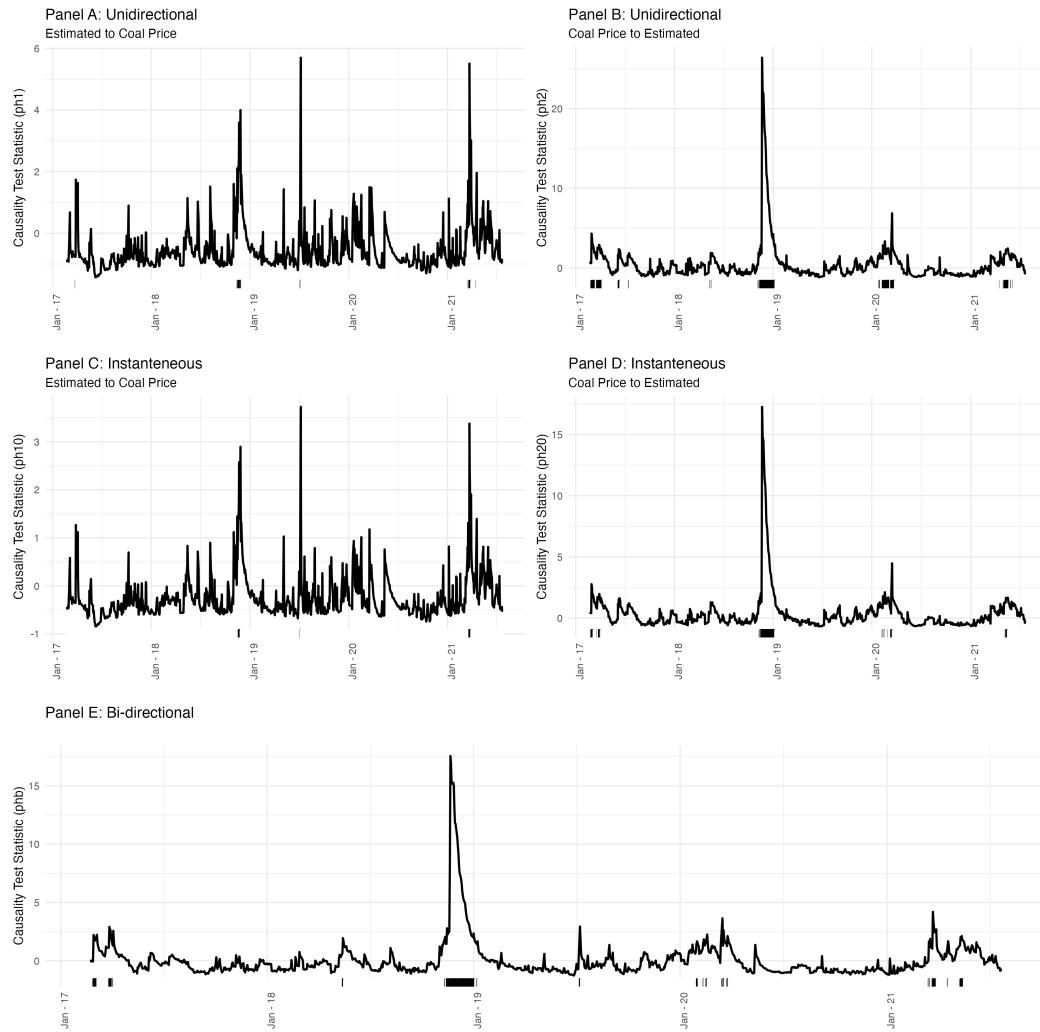 Panel A: Unidirectional
Estimated to Coal Price
Causality Test Statistic (ph1)
6
4
2
0
Jan - 17
Jan - 18
Jan - 19
Jan - 20
Jan - 21
Panel B: Unidirectional
Coal Price to Estimated
Causality Test Statistic (ph2)
20
10
0
Jan - 17
Jan - 18
Jan - 19
Jan - 20
Jan - 21
Panel C: Instanteneous
Estimated to Coal Price
Causality Test Statistic (ph10)
3
2
1
0
-1
Jan - 17
Jan - 18
Jan - 19
Jan - 20
Jan - 21
Panel D: Instanteneous
Coal Price to Estimated
Causality Test Statistic (ph20)
15
10
5
0
Jan - 17
Jan - 18
Jan - 19
Jan - 20
Jan - 21
Panel E: Bi-directional
Causality Test Statistic (phb)
15
10
5
0
Jan - 17
Jan - 18
Jan - 19
Jan - 20
Jan - 21